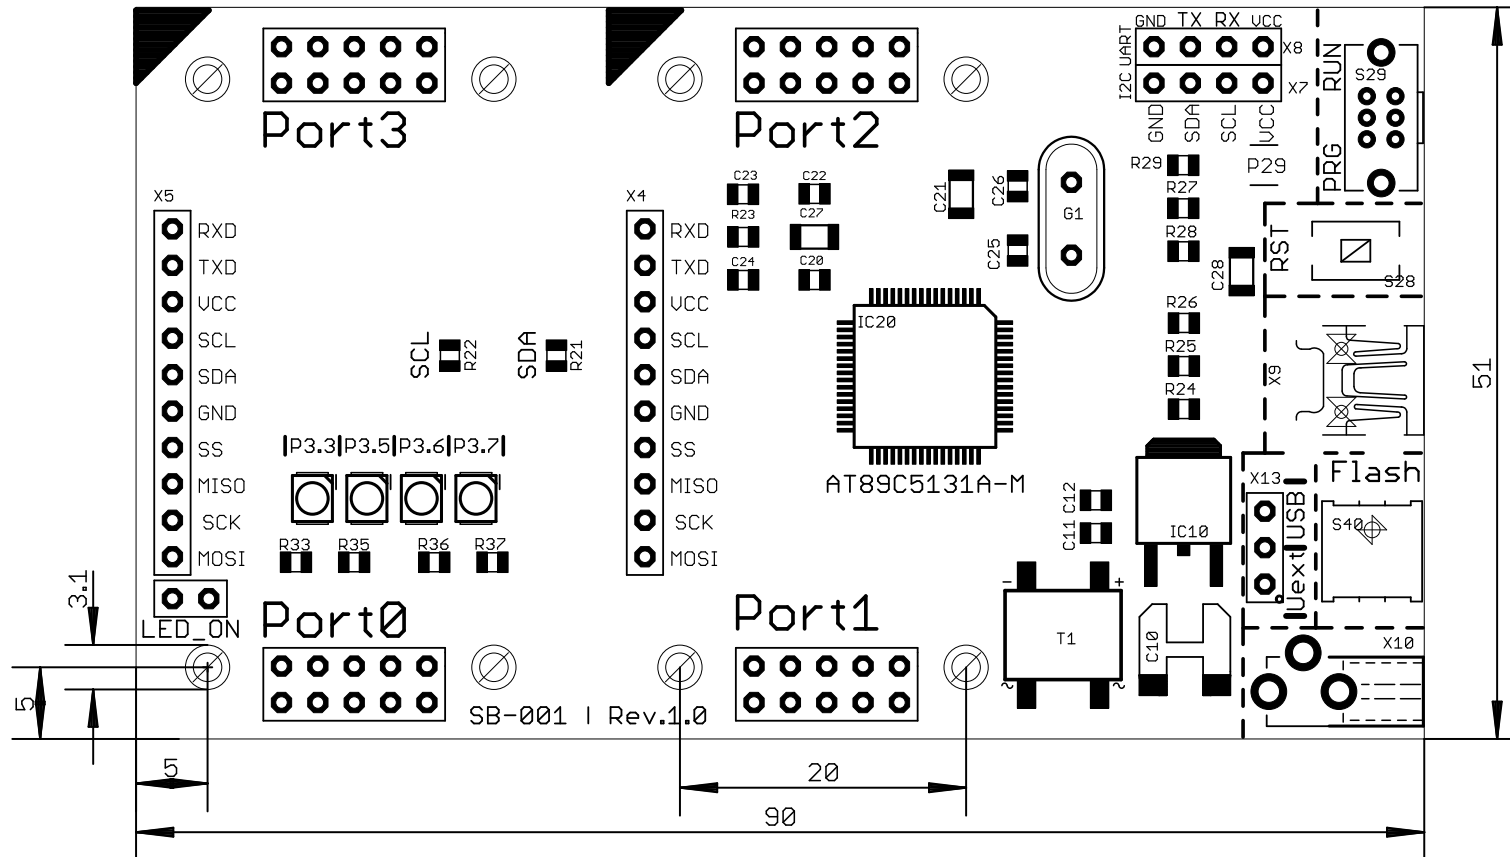 GND TX RX VCC
UART X8
I2C X7
GND SDA SCL VCC
S29
RUN
PRG
Port3
Port2
R29
P29
R27
R28
C23
C22
R23
C27
C24
C20
C21
C26
C25
G1
C28
RST
S28
X5
RXD
TXD
VCC
SCL
SDA
GND
SS
MISO
SCK
MOSI
X4
RXD
TXD
VCC
SCL
SDA
GND
SS
MISO
SCK
MOSI
SCL
R22
SDA
R21
IC20
AT89C5131A-M
R26
R25
R24
X9
51
|P3.3|P3.5|P3.6|P3.7|
R33
R35
R36
R37
C12
C11
IC10
X13
Flash
S40
USB
Vext
3.1
LED_ON
Port0
Port1
- +
T1
~ ~
C10
X10
5
SB-001 | Rev.1.0
5
20
90